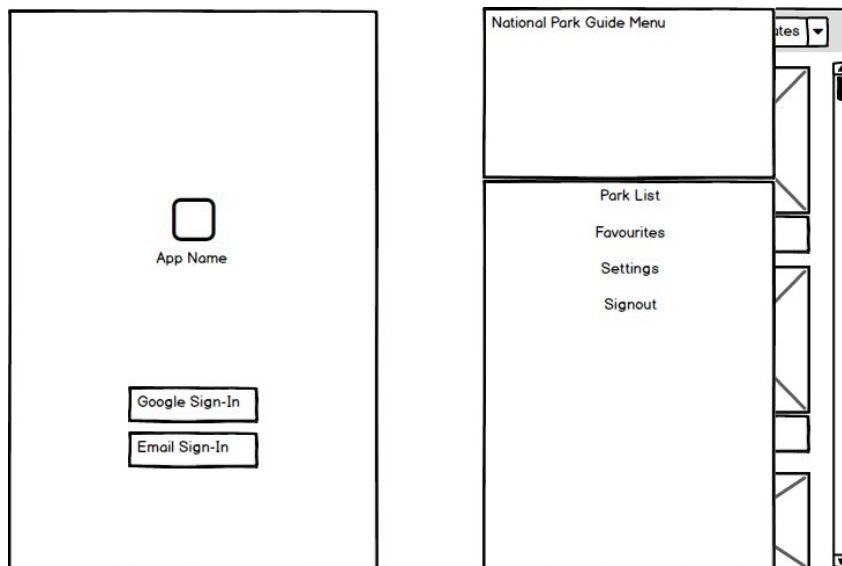 App Name
Google Sign-In
Email Sign-In
National Park Guide Menu
Park List
Favourites
Settings
Signout